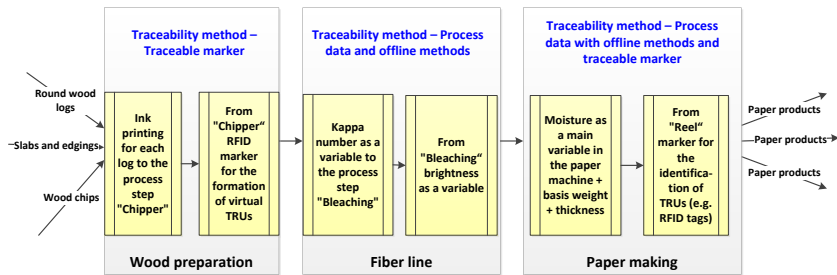 Traceability method –
Traceable marker
Traceability method – Process
data and offline methods
Traceability method – Process
data with offline methods and
traceable marker
Round wood
logs
Slabs and edgings
Wood chips
Ink
printing
for each
log to the
process
step
"Chipper"
From
"Chipper“
RFID
marker
for the
formation
of virtual
TRUs
Kappa
number as a
variable to
the process
step
"Bleaching"
From
"Bleaching“
brightness
as a variable
Moisture as
a main
variable in
the paper
machine +
basis weight
+ thickness
From
"Reel“
marker for
the
identifica-
tion of
TRUs (e.g.
RFID tags)
Paper products
Paper products
Paper products
Wood preparation
Fiber line
Paper making